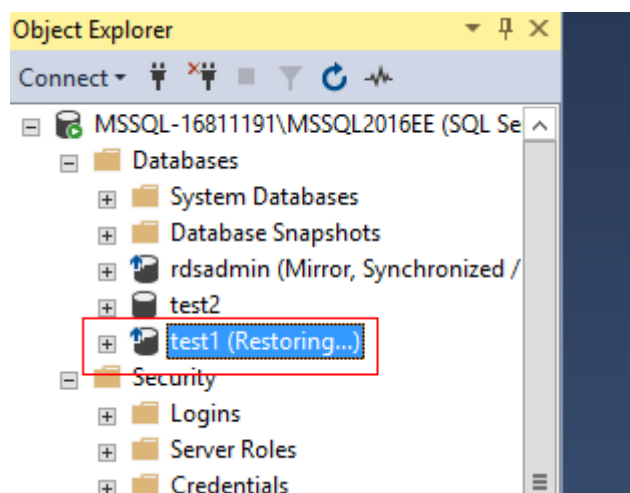 Object Explorer
Connect
MSSQL-16811191\MSSQL2016EE (SQL Se
Databases
System Databases
Database Snapshots
rdsadmin (Mirror, Synchronized /
test2
test1 (Restoring...)
Security
Logins
Server Roles
Credentials